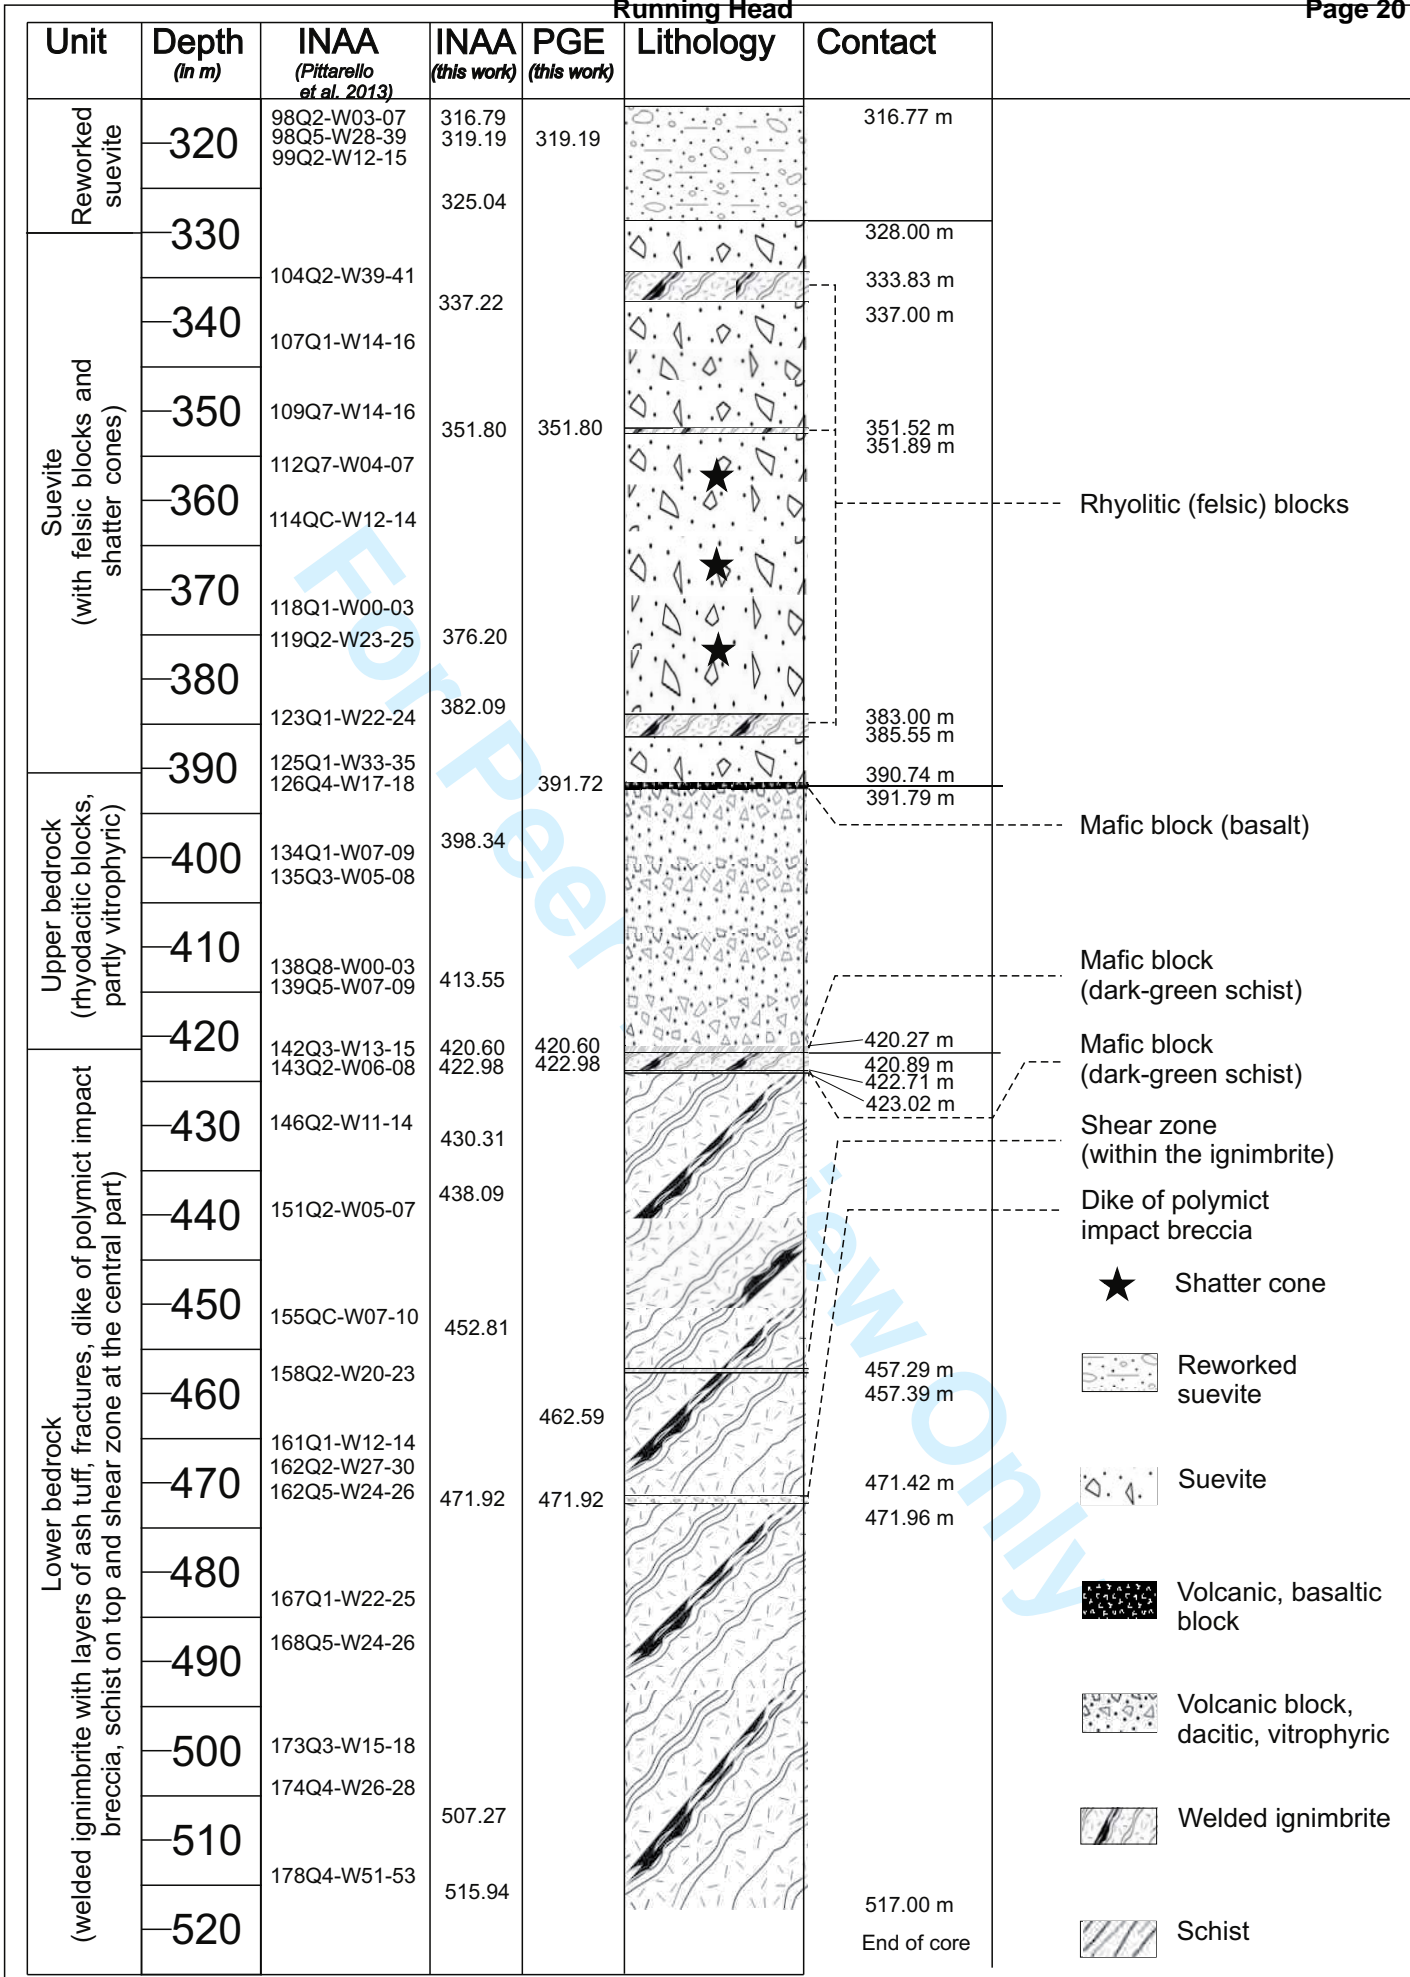 Running Head
Page 20
Unit
Depth
(in m)
INAA
(Pittarello
et al. 2013)
INAA
(this work)
PGE
(this work)
Lithology
Contact
Reworked
suevite
Suevite
(with felsic blocks and
shatter cones)
Upper bedrock
(rhyodacitic blocks,
partly vitrophyric)
Lower bedrock
(welded ignimbrite with layers of ash tuff, fractures, dike of polymict impact
breccia, schist on top and shear zone at the central part)
320
330
340
350
360
370
380
390
400
410
420
430
440
450
460
470
480
490
500
510
520
98Q2-W03-07
98Q5-W28-39
99Q2-W12-15
104Q2-W39-41
107Q1-W14-16
109Q7-W14-16
112Q7-W04-07
114QC-W12-14
118Q1-W00-03
119Q2-W23-25
123Q1-W22-24
125Q1-W33-35
126Q4-W17-18
134Q1-W07-09
135Q3-W05-08
138Q8-W00-03
139Q5-W07-09
142Q3-W13-15
143Q2-W06-08
146Q2-W11-14
151Q2-W05-07
155QC-W07-10
158Q2-W20-23
161Q1-W12-14
162Q2-W27-30
162Q5-W24-26
167Q1-W22-25
168Q5-W24-26
173Q3-W15-18
174Q4-W26-28
178Q4-W51-53
316.79
319.19
325.04
337.22
351.80
376.20
382.09
398.34
413.55
420.60
422.98
430.31
438.09
452.81
471.92
507.27
515.94
319.19
351.80
391.72
420.60
422.98
462.59
471.92
316.77 m
328.00 m
333.83 m
337.00 m
351.52 m
351.89 m
383.00 m
385.55 m
390.74 m
391.79 m
420.27 m
420.89 m
422.71 m
423.02 m
457.29 m
457.39 m
471.42 m
471.96 m
517.00 m
End of core
Rhyolitic (felsic) blocks
Mafic block (basalt)
Mafic block
(dark-green schist)
Mafic block
(dark-green schist)
Shear zone
(within the ignimbrite)
Dike of polymict
impact breccia
Shatter cone
Reworked
suevite
Suevite
Volcanic, basaltic
block
Volcanic block,
dacitic, vitrophyric
Welded ignimbrite
Schist
For Peer
iew Only